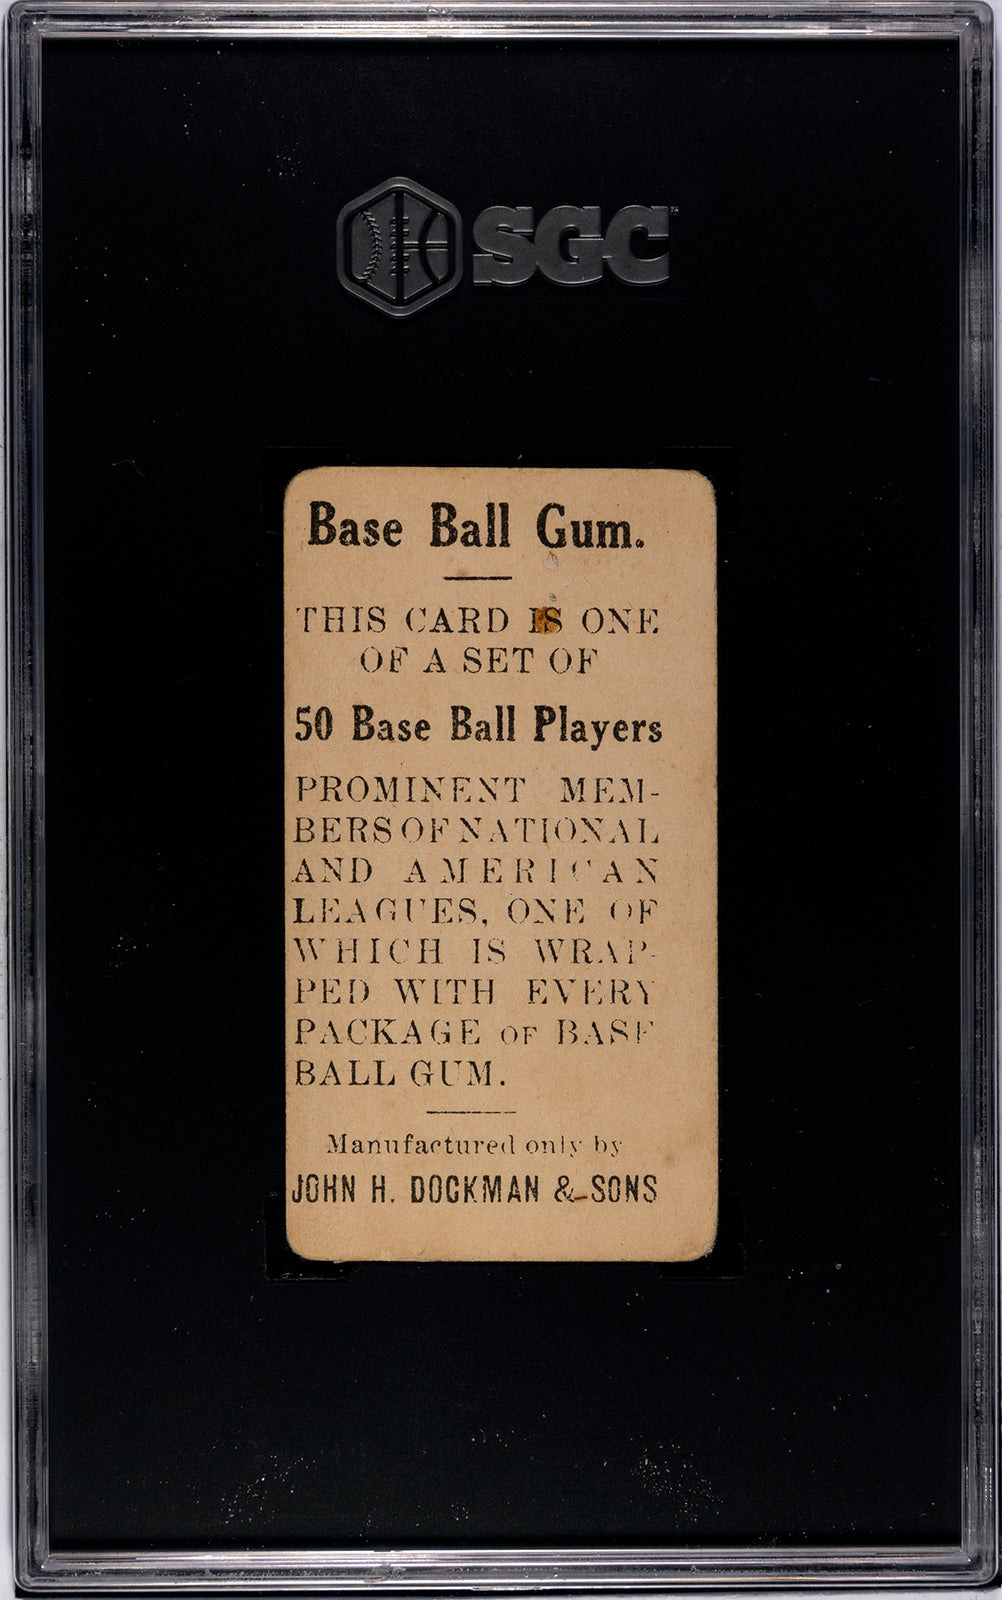 SGC
Base Ball Gum.
THIS CARD IS ONE
OF A SET OF
50 Base Ball Players
PROMINENT MEM-
BERS OF NATIONAL
AND AMERICAN
LEAGUES, ONE OF
WHICH IS WRAP-
PED WITH EVERY
PACKAGE OF BASE
BALL GUM.
Manufactured only by
JOHN H. DOCKMAN & SONS